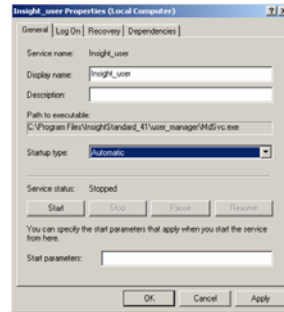 Insight_user Properties (Local Computer)
General Log On Recovery Dependencies
Service name: Insight_user
Display name: Insight_user
Description:
Path to executable:
C:\Program Files\InsightStandard_41\user_manager\MdSvc.exe
Startup type: Automatic
Service status: Stopped
Start Stop Pause Resume
You can specify the start parameters that apply when you start the service
from here.
Start parameters:
OK Cancel Apply